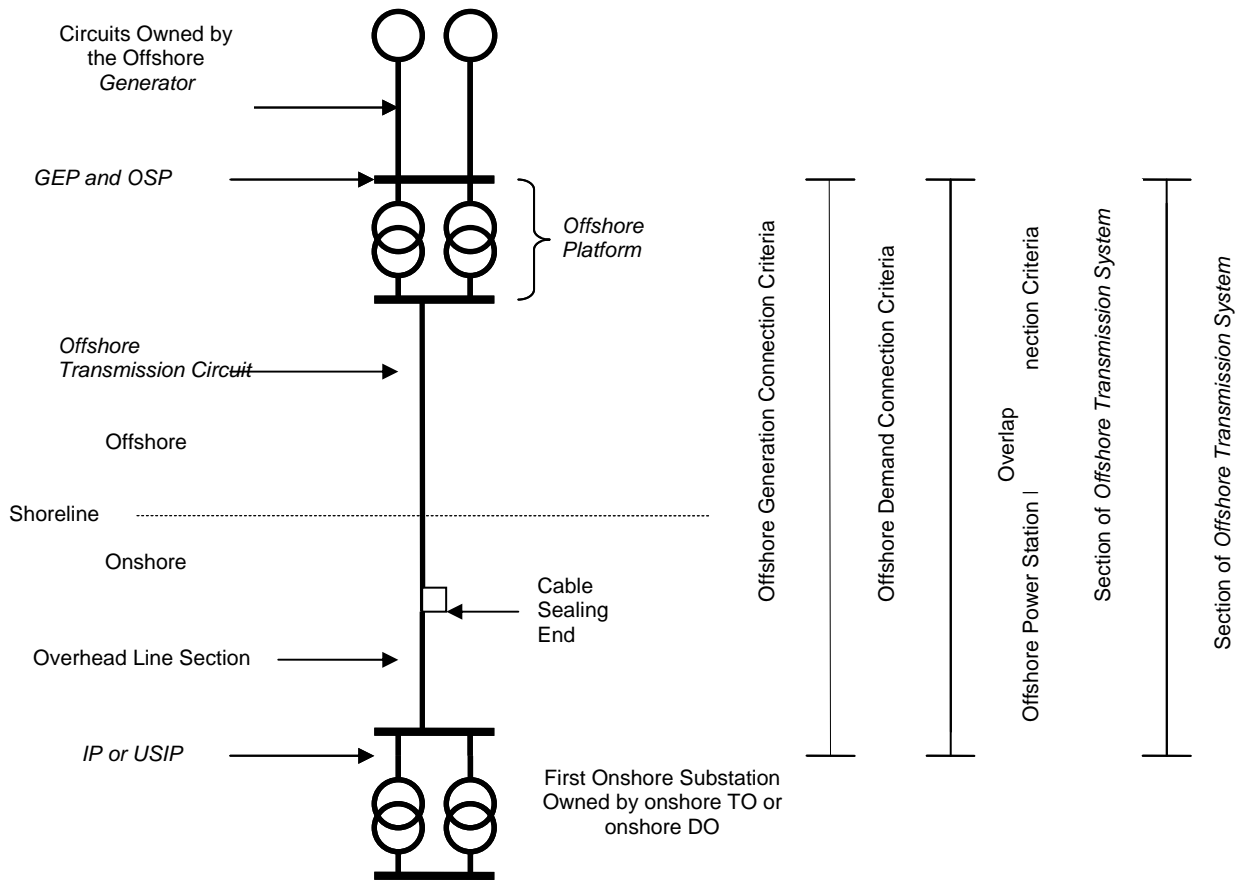 Circuits Owned by
the Offshore
Generator
GEP and OSP
Offshore
Platform
Offshore
Transmission Circuit
Offshore
Shoreline
Onshore
Cable
Sealing
End
Overhead Line Section
IP or USIP
First Onshore Substation
Owned by onshore TO or
onshore DO
Offshore Generation Connection Criteria
Offshore Demand Connection Criteria
Overlap
Offshore Power Station
nection Criteria
Section of Offshore Transmission System
Section of Offshore Transmission System